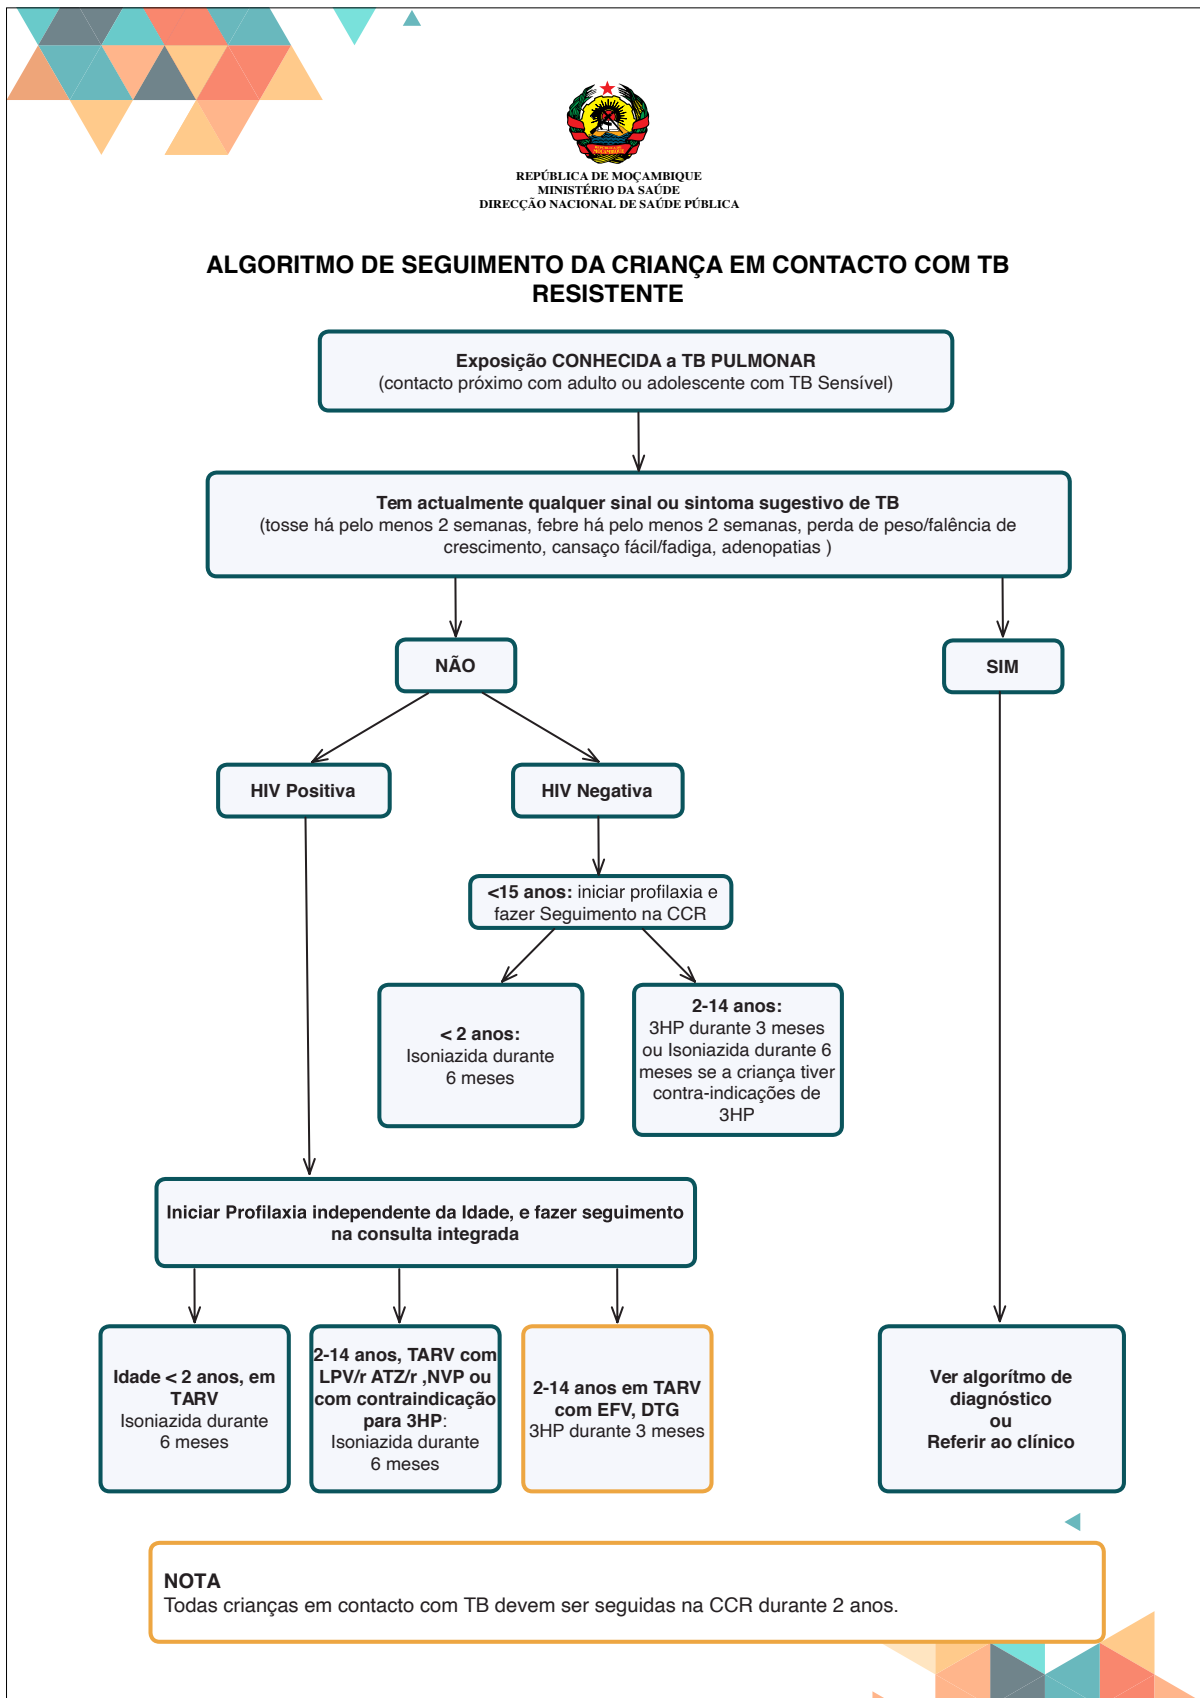 REPÚBLICA DE MOÇAMBIQUE
MINISTÉRIO DA SAÚDE
DIRECÇÃO NACIONAL DE SAÚDE PÚBLICA
ALGORITMO DE SEGUIMENTO DA CRIANÇA EM CONTACTO COM TB
RESISTENTE
Exposição CONHECIDA a TB PULMONAR
(contacto próximo com adulto ou adolescente com TB Sensível)
Tem actualmente qualquer sinal ou sintoma sugestivo de TB
(tosse há pelo menos 2 semanas, febre há pelo menos 2 semanas, perda de peso/falência de
crescimento, cansaço fácil/fadiga, adenopatias )
NÃO
SIM
HIV Positiva
HIV Negativa
<15 anos: iniciar profilaxia e
fazer Seguimento na CCR
< 2 anos:
Isoniazida durante
6 meses
2-14 anos:
3HP durante 3 meses
ou Isoniazida durante 6
meses se a criança tiver
contra-indicações de
3HP
Iniciar Profilaxia independente da Idade, e fazer seguimento
na consulta integrada
Idade < 2 anos, em
TARV
Isoniazida durante
6 meses
2-14 anos, TARV com
LPV/r ATZ/r ,NVP ou
com contraindicação
para 3HP:
Isoniazida durante
6 meses
2-14 anos em TARV
com EFV, DTG
3HP durante 3 meses
Ver algorítmo de
diagnóstico
ou
Referir ao clínico
NOTA
Todas crianças em contacto com TB devem ser seguidas na CCR durante 2 anos.